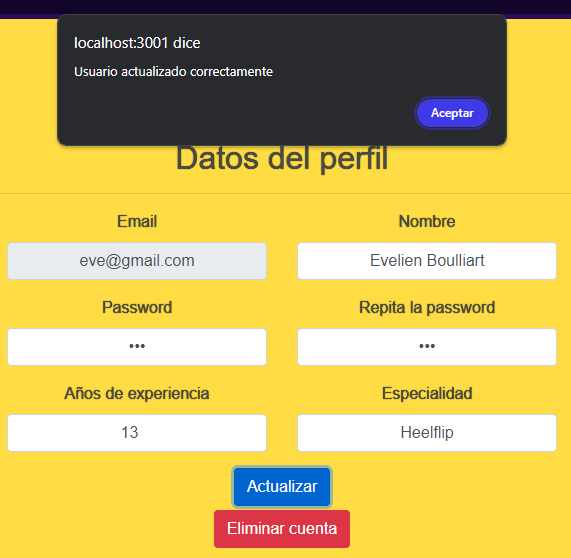 localhost:3001 dice
Usuario actualizado correctamente
Aceptar
Datos del perfil
Email Nombre
eve@gmail.com Evelien Boulliart
Password Repita la password
••• •••
Años de experiencia Especialidad
13 Heelflip
Actualizar
Eliminar cuenta